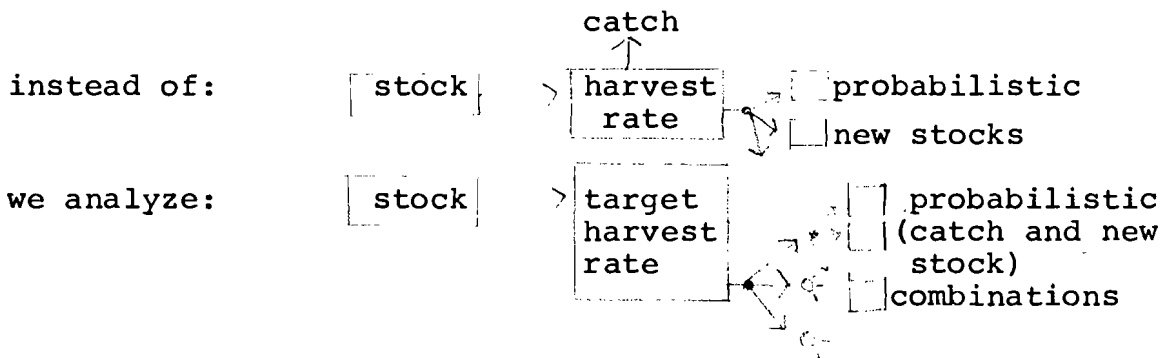 catch
instead of: stock harvest probabilistic
rate new stocks
we analyze: stock target probabilistic
harvest (catch and new
rate stock)
combinations